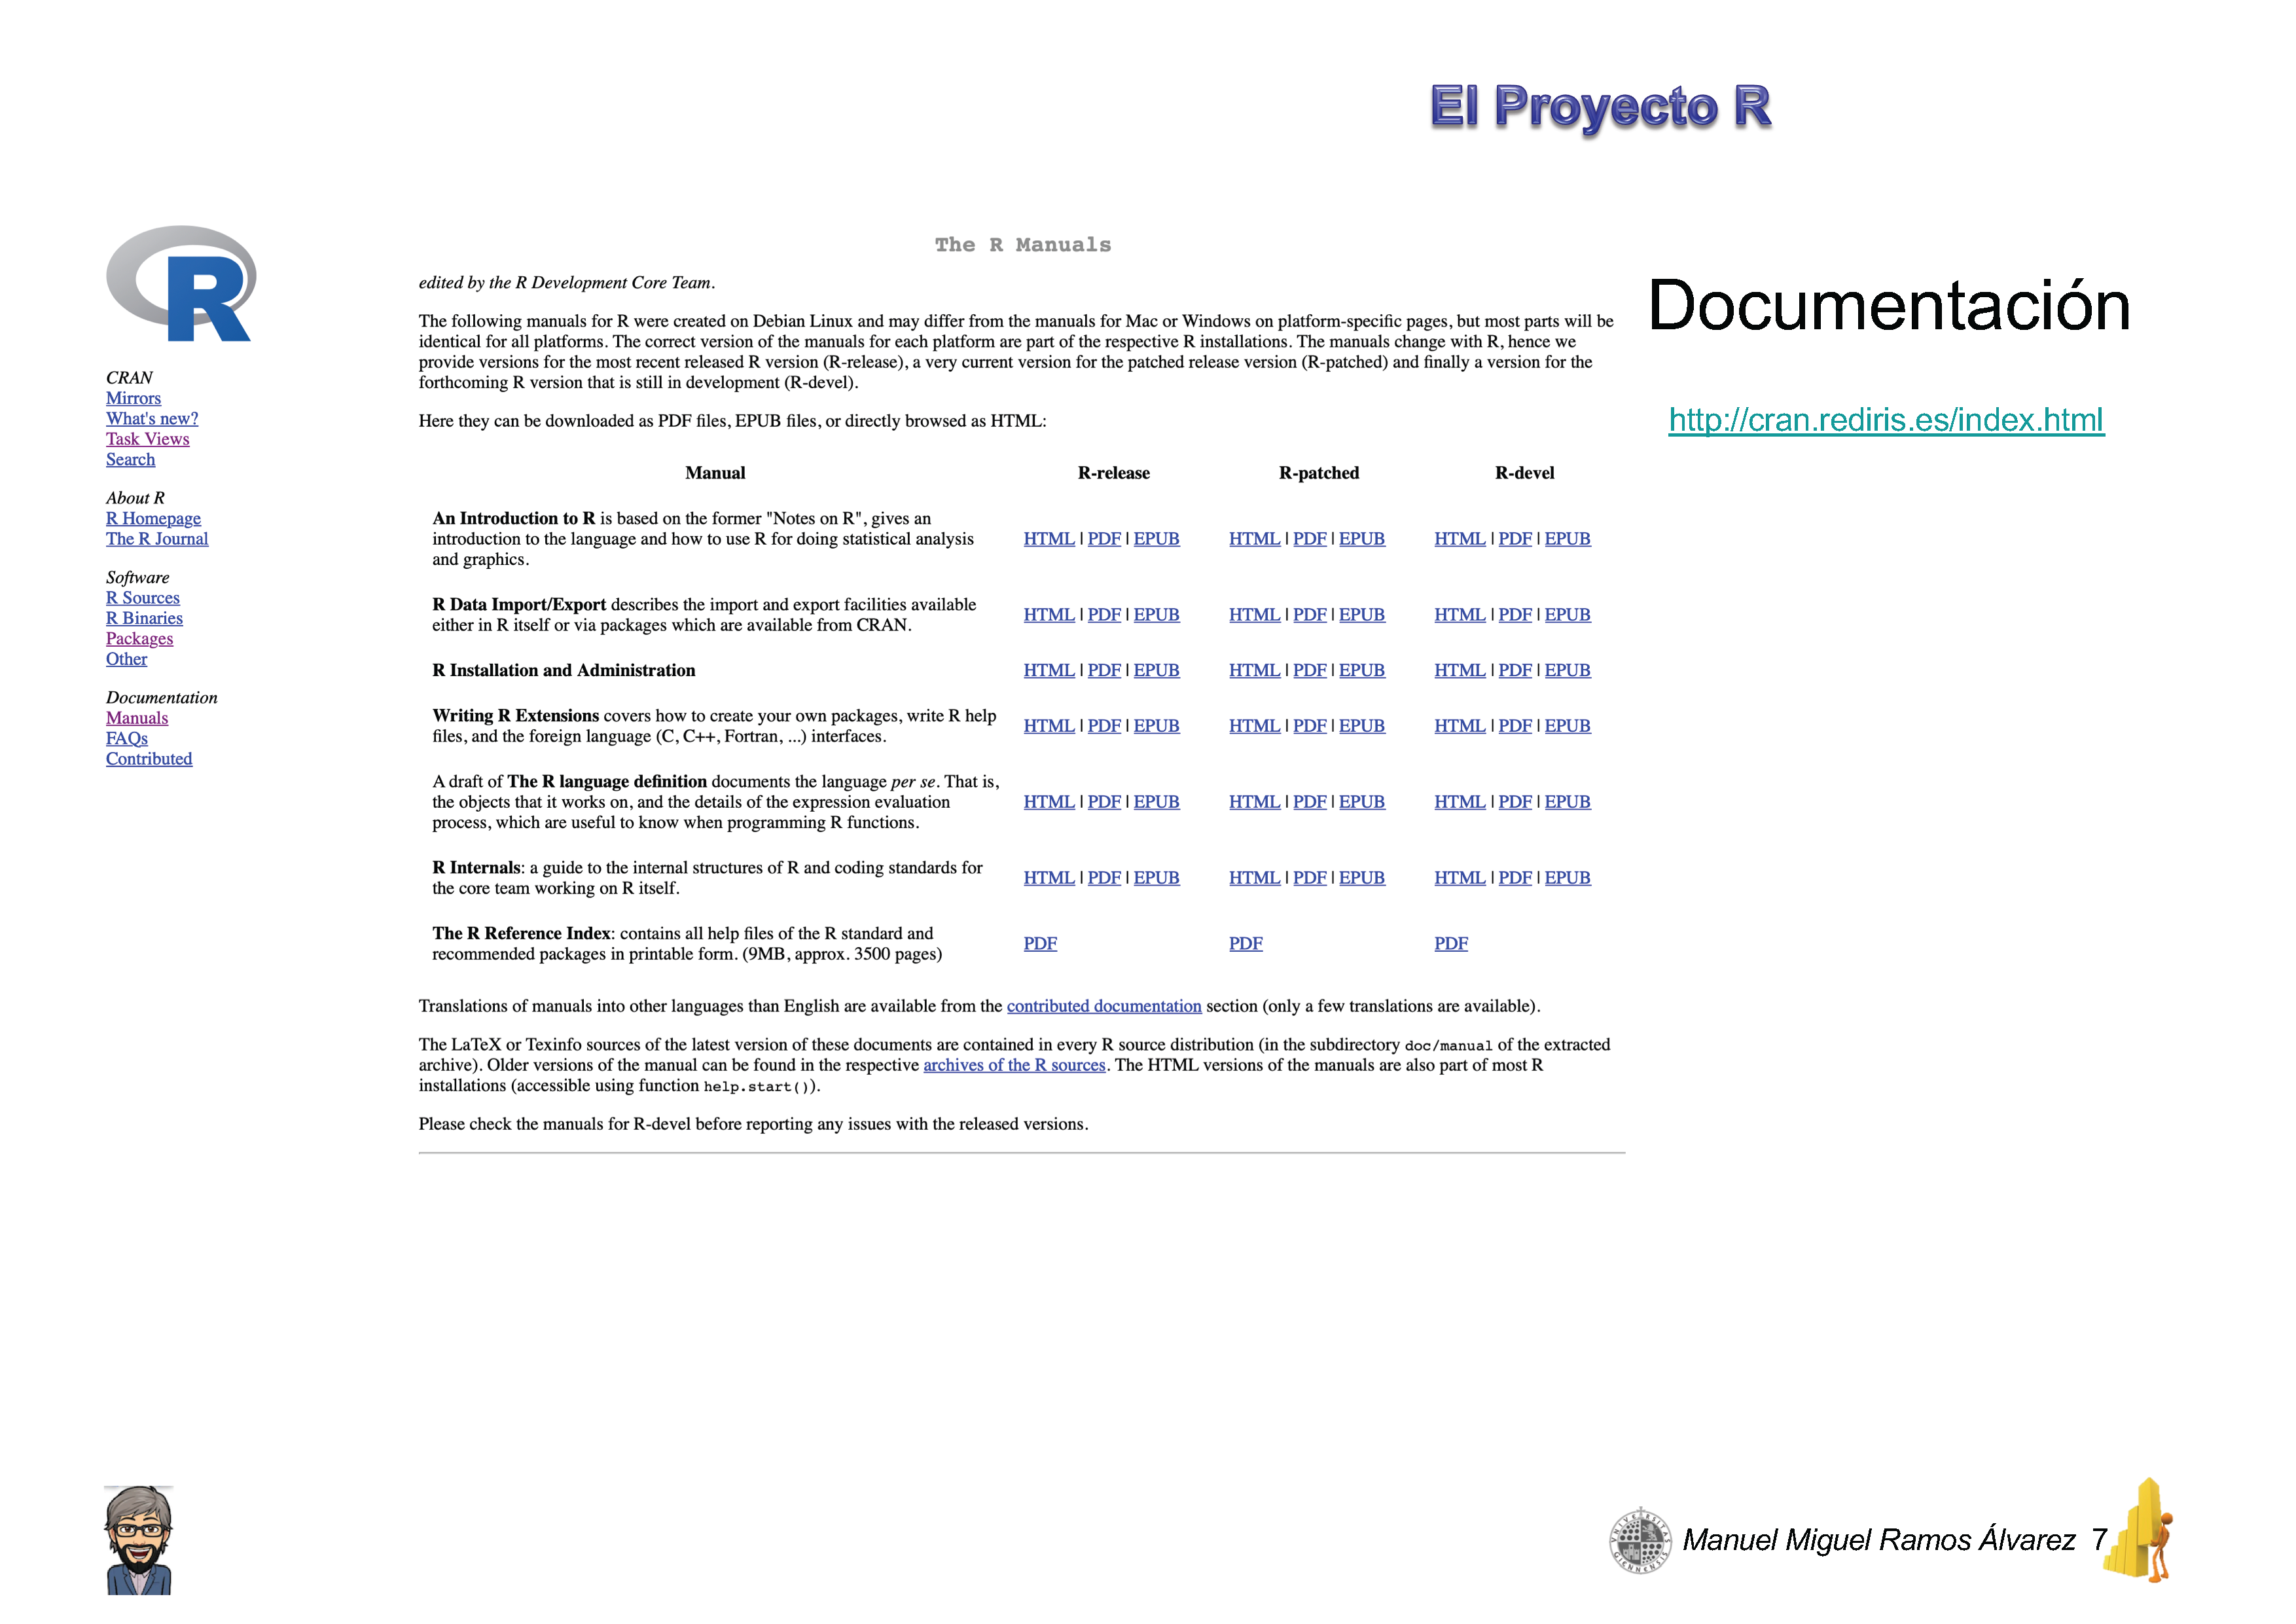 El Proyecto R
R
CRAN
Mirrors
What's new?
Task Views
Search
About R
R Homepage
The R Journal
Software
R Sources
R Binaries
Packages
Other
Documentation
Manuals
FAQs
Contributed
The R Manuals
edited by the R Development Core Team.
The following manuals for R were created on Debian Linux and may differ from the manuals for Mac or Windows on platform-specific pages, but most parts will be
identical for all platforms. The correct version of the manuals for each platform are part of the respective R installations. The manuals change with R, hence we
provide versions for the most recent released R version (R-release), a very current version for the patched release version (R-patched) and finally a version for the
forthcoming R version that is still in development (R-devel).
Here they can be downloaded as PDF files, EPUB files, or directly browsed as HTML:
Manual R-release R-patched R-devel
An Introduction to R is based on the former "Notes on R", gives an
introduction to the language and how to use R for doing statistical analysis
and graphics.
HTML | PDF | EPUB HTML | PDF | EPUB HTML | PDF | EPUB
R Data Import/Export describes the import and export facilities available
either in R itself or via packages which are available from CRAN.
HTML | PDF | EPUB HTML | PDF | EPUB HTML | PDF | EPUB
R Installation and Administration HTML | PDF | EPUB HTML | PDF | EPUB HTML | PDF | EPUB
Writing R Extensions covers how to create your own packages, write R help
files, and the foreign language (C, C++, Fortran, ...) interfaces.
HTML | PDF | EPUB HTML | PDF | EPUB HTML | PDF | EPUB
A draft of The R language definition documents the language per se. That is,
the objects that it works on, and the details of the expression evaluation
process, which are useful to know when programming R functions.
HTML | PDF | EPUB HTML | PDF | EPUB HTML | PDF | EPUB
R Internals: a guide to the internal structures of R and coding standards for
the core team working on R itself.
HTML | PDF | EPUB HTML | PDF | EPUB HTML | PDF | EPUB
The R Reference Index: contains all help files of the R standard and
recommended packages in printable form. (9MB, approx. 3500 pages)
PDF PDF PDF
Translations of manuals into other languages than English are available from the contributed documentation section (only a few translations are available).
The LaTeX or Texinfo sources of the latest version of these documents are contained in every R source distribution (in the subdirectory doc/manual of the extracted
archive). Older versions of the manual can be found in the respective archives of the R sources. The HTML versions of the manuals are also part of most R
installations (accessible using function help.start()).
Please check the manuals for R-devel before reporting any issues with the released versions.
Documentación
http://cran.rediris.es/index.html
UNIVERSITAS GIENNENSIS
Manuel Miguel Ramos Álvarez 7